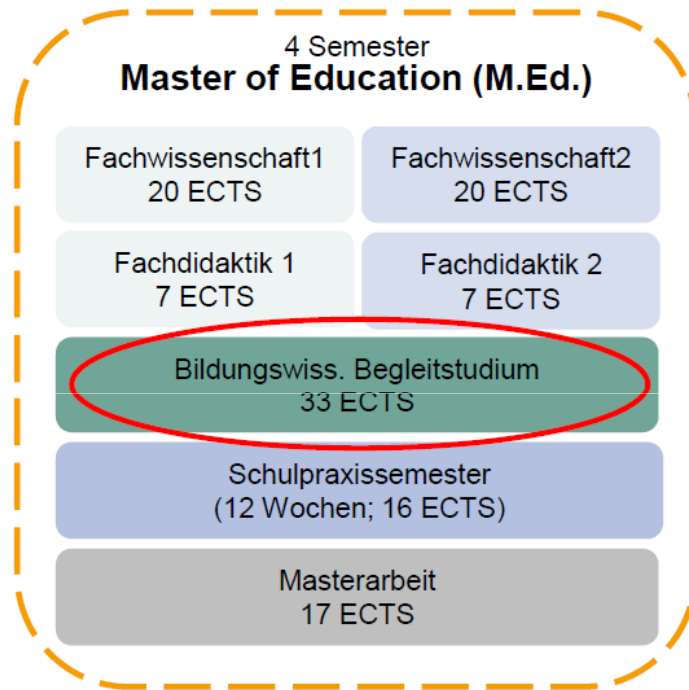 4 Semester
Master of Education (M.Ed.)
Fachwissenschaft1
20 ECTS
Fachwissenschaft2
20 ECTS
Fachdidaktik 1
7 ECTS
Fachdidaktik 2
7 ECTS
Bildungswiss. Begleitstudium
33 ECTS
Schulpraxissemester
(12 Wochen; 16 ECTS)
Masterarbeit
17 ECTS